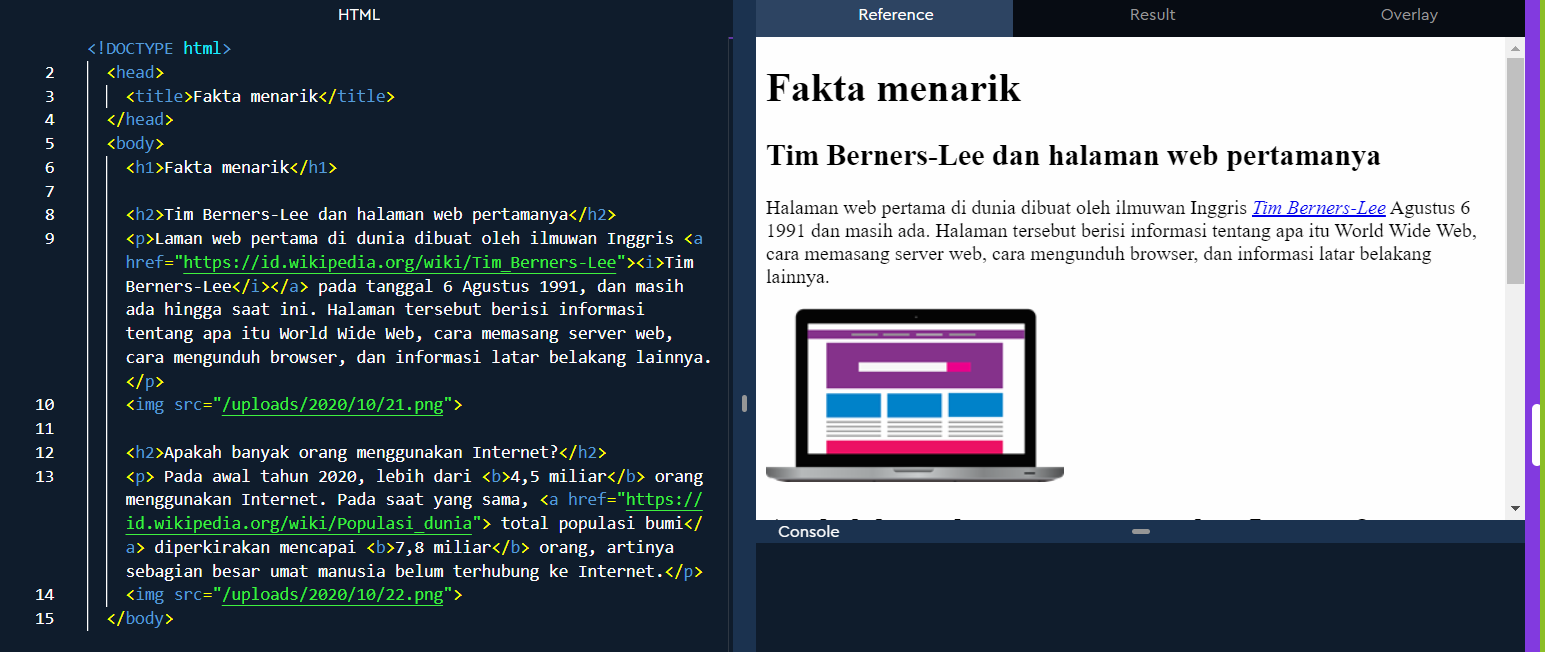 HTML
<!DOCTYPE html>
2 <head>
3 <title>Fakta menarik</title>
4 </head>
5 <body>
6 <h1>Fakta menarik</h1>
7
8 <h2>Tim Berners-Lee dan halaman web pertamanya</h2>
9 <p>Laman web pertama di dunia dibuat oleh ilmuwan Inggris <a
href="https://id.wikipedia.org/wiki/Tim_Berners-Lee"><i>Tim
Berners-Lee</i></a> pada tanggal 6 Agustus 1991, dan masih
ada hingga saat ini. Halaman tersebut berisi informasi
tentang apa itu World Wide Web, cara memasang server web,
cara mengunduh browser, dan informasi latar belakang lainnya.
</p>
10 <img src="/uploads/2020/10/21.png">
11
12 <h2>Apakah banyak orang menggunakan Internet?</h2>
13 <p> Pada awal tahun 2020, lebih dari <b>4,5 miliar</b> orang
menggunakan Internet. Pada saat yang sama, <a href="https://
id.wikipedia.org/wiki/Populasi_dunia"> total populasi bumi</
a> diperkirakan mencapai <b>7,8 miliar</b> orang, artinya
sebagian besar umat manusia belum terhubung ke Internet.</p>
14 <img src="/uploads/2020/10/22.png">
15 </body>
Reference
Result
Overlay
Fakta menarik
Tim Berners-Lee dan halaman web pertamanya
Halaman web pertama di dunia dibuat oleh ilmuwan Inggris Tim Berners-Lee Agustus 6
1991 dan masih ada. Halaman tersebut berisi informasi tentang apa itu World Wide Web,
cara memasang server web, cara mengunduh browser, dan informasi latar belakang
lainnya.
Console